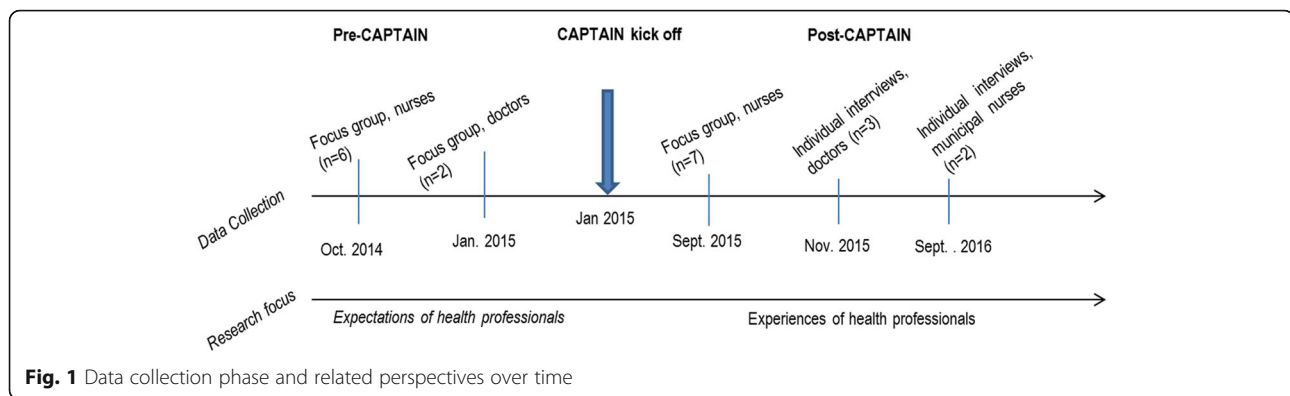 Pre-CAPTAIN
CAPTAIN kick off
Post-CAPTAIN
Focus group, nurses
(n=6)
Focus group, doctors
(n=2)
Focus group, nurses
(n=7)
Individual interviews,
doctors (n=3)
Individual interviews,
municipal nurses
(n=2)
Data Collection
Oct. 2014
Jan. 2015
Jan 2015
Sept. 2015
Nov. 2015
Sept. . 2016
Research focus
Expectations of health professionals
Experiences of health professionals
Fig. 1 Data collection phase and related perspectives over time